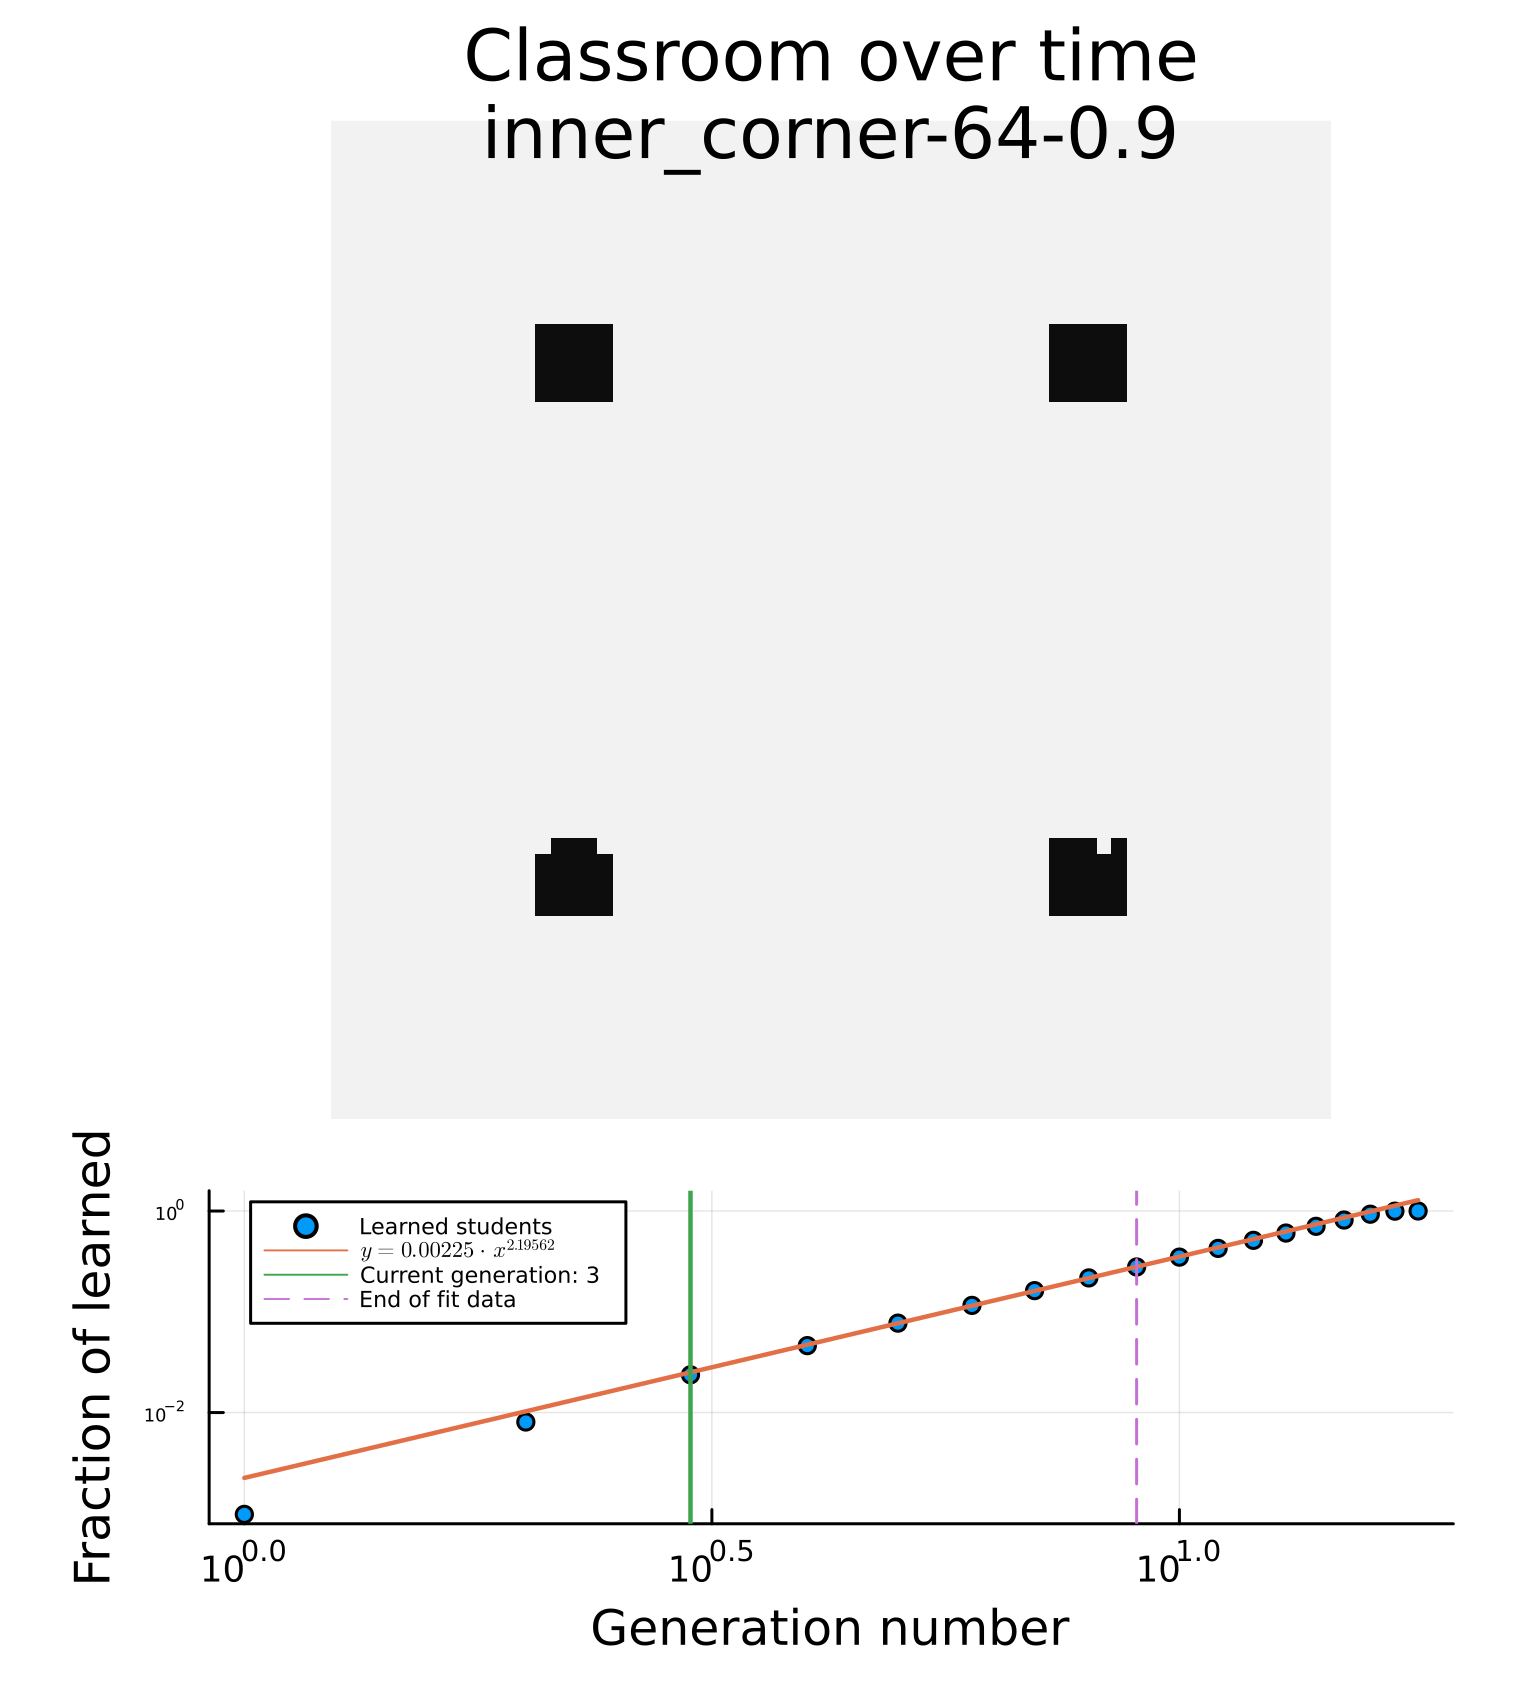 Classroom over time
inner_corner-64-0.9
Fraction of learned
10^0
10^−2
Learned students
y = 0.00225 · x^2.19562
Current generation: 3
End of fit data
10^0.0
10^0.5
10^1.0
Generation number